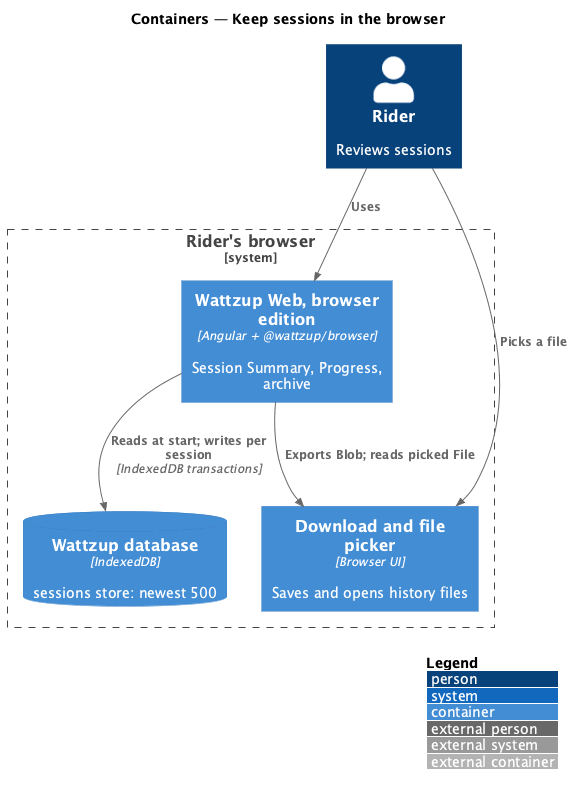 Containers — Keep sessions in the browser
Rider
Reviews sessions
Uses
Rider's browser
[system]
Wattzup Web, browser
edition
[Angular + @wattzup/browser]
Session Summary, Progress,
archive
Picks a file
Reads at start; writes per
session
[IndexedDB transactions]
Exports Blob; reads picked File
Wattzup database
[IndexedDB]
sessions store: newest 500
Download and file
picker
[Browser UI]
Saves and opens history files
Legend
person
system
container
external person
external system
external container